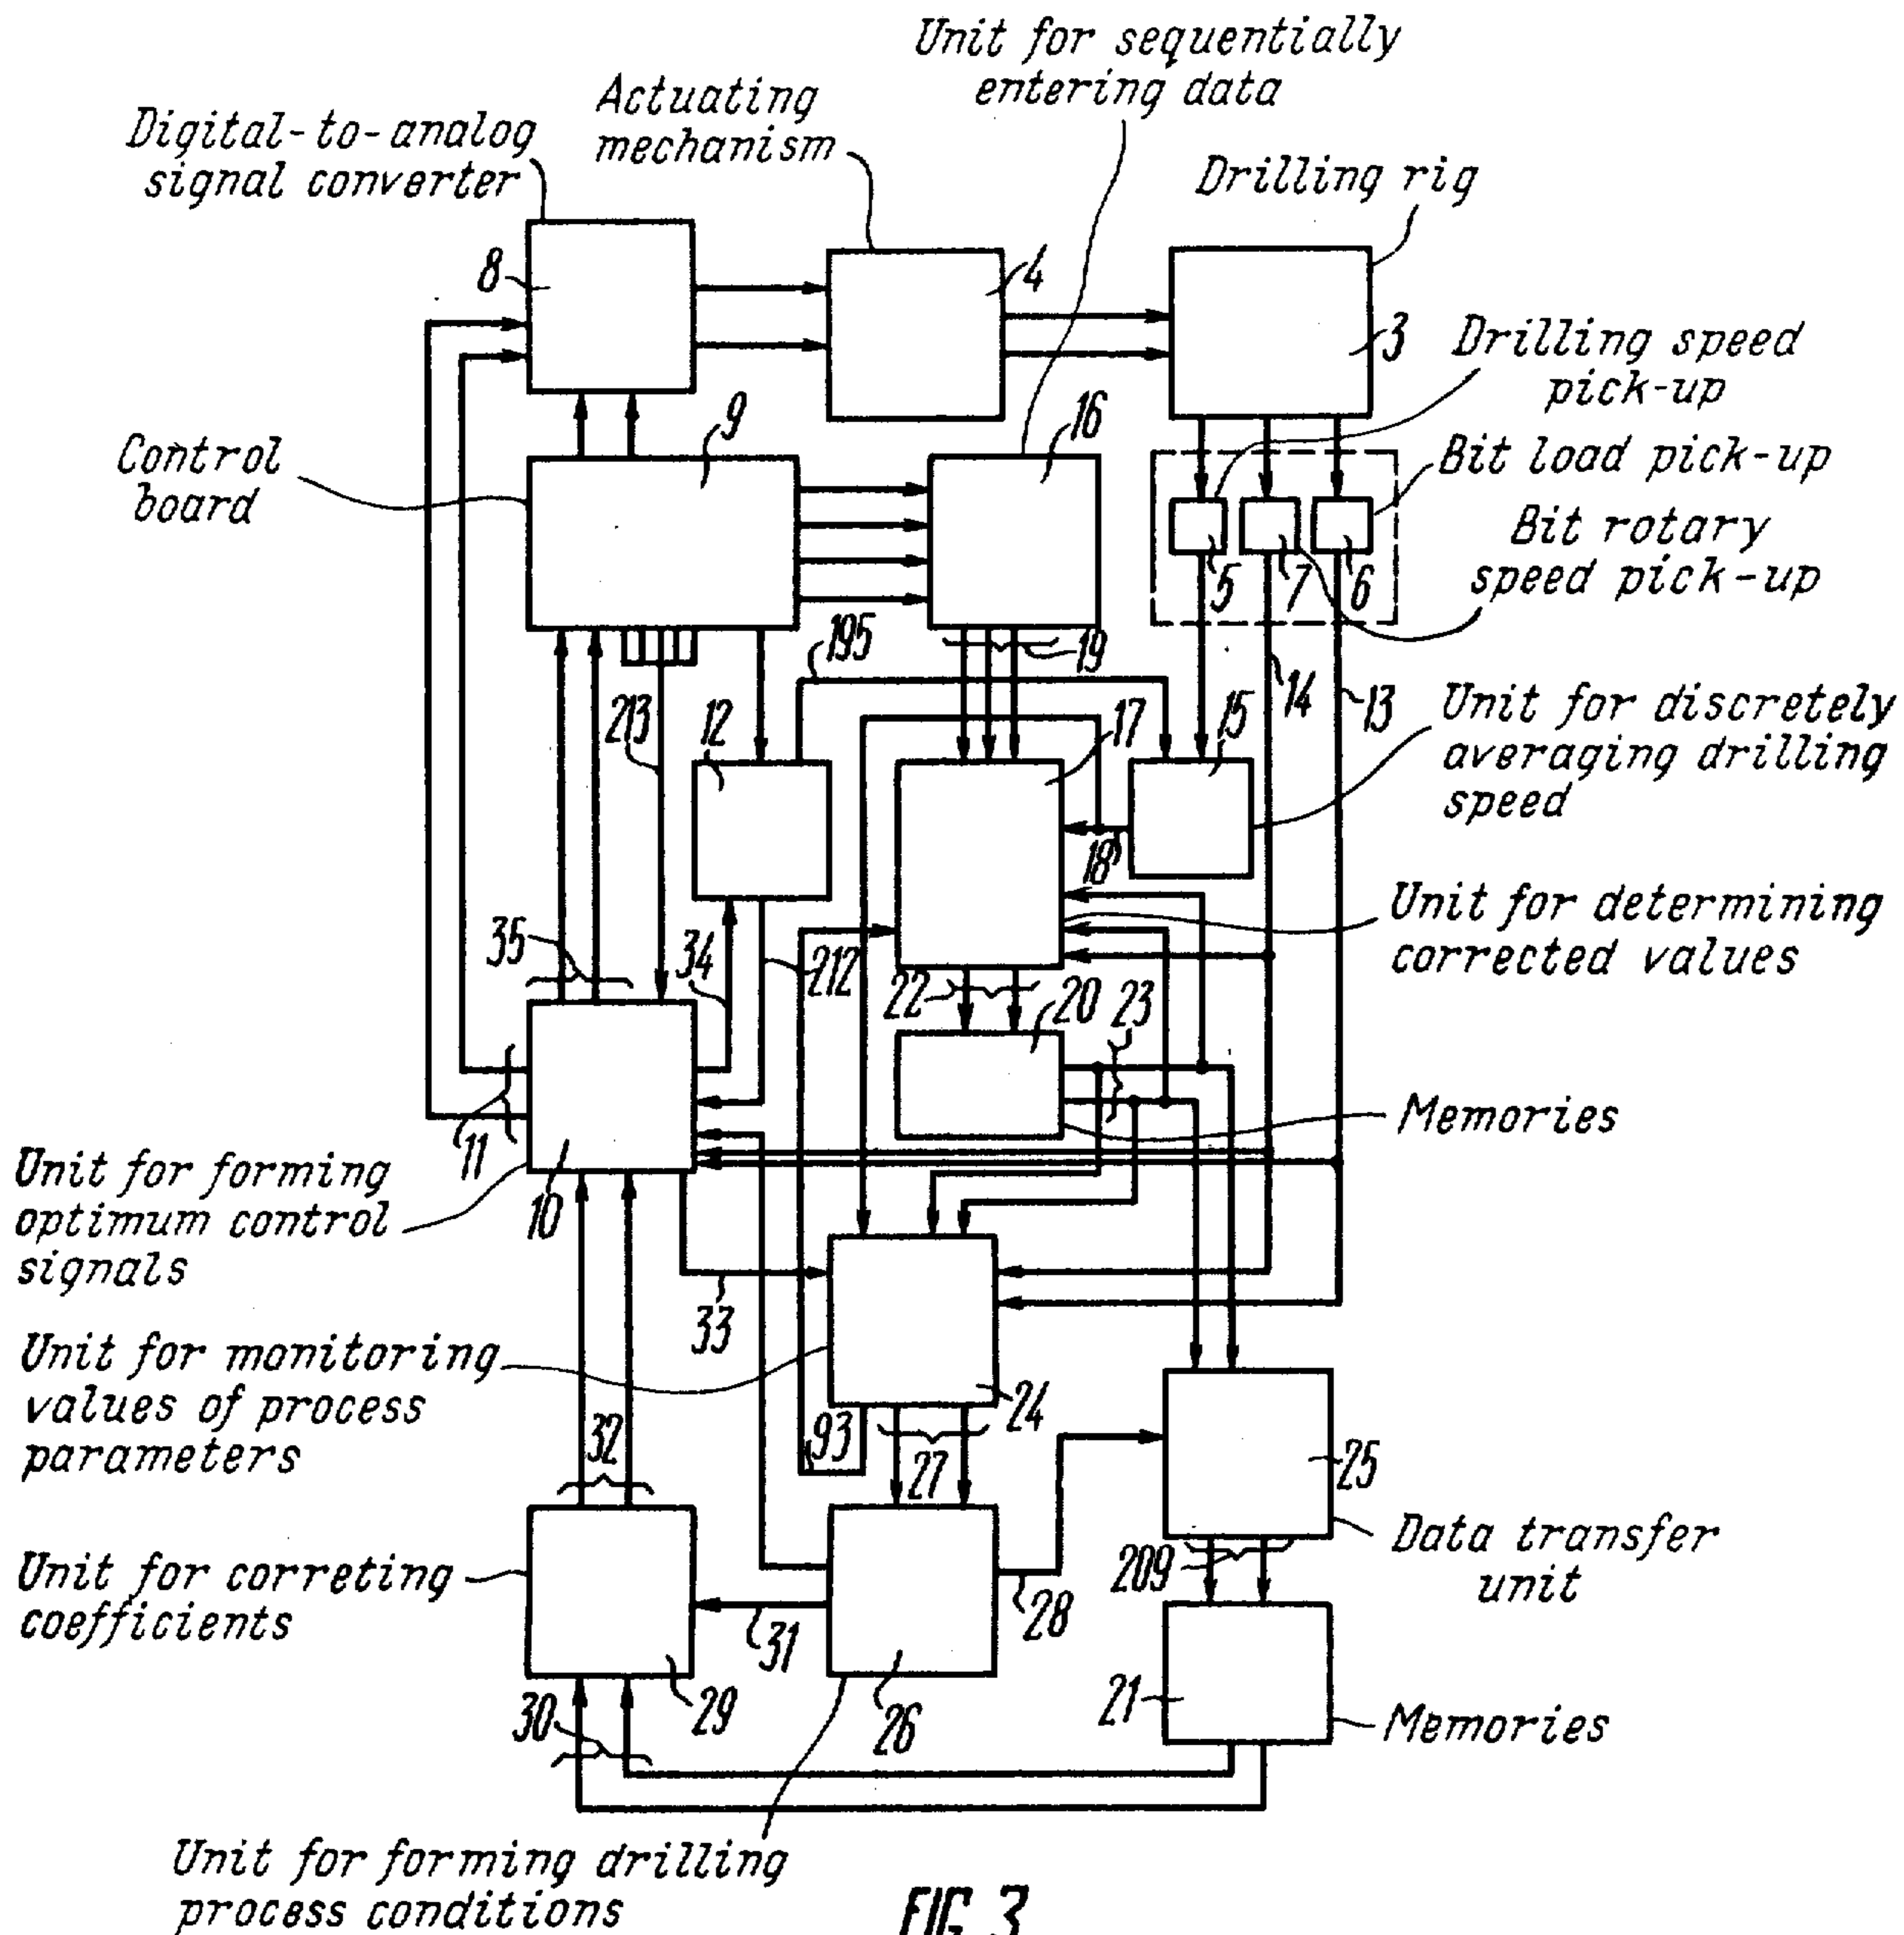 Unit for sequentially
entering data
Actuating
mechanism
Digital-to-analog
signal converter
Drilling rig
8
4
3
Drilling speed
pick-up
9
16
Control
board
Bit load pick-up
Bit rotary
speed pick-up
5
7
6
195
19
14
13
213
12
17
15
Unit for discretely
averaging drilling
speed
18
Unit for determining
corrected values
35
34
212
22
20
23
Memories
11
10
Unit for forming
optimum control
signals
33
Unit for monitoring
values of process
parameters
24
93
27
32
25
Data transfer
unit
209
Unit for correting
coefficients
31
28
29
26
21
30
Memories
Unit for forming drilling
process conditions
FIG. 3